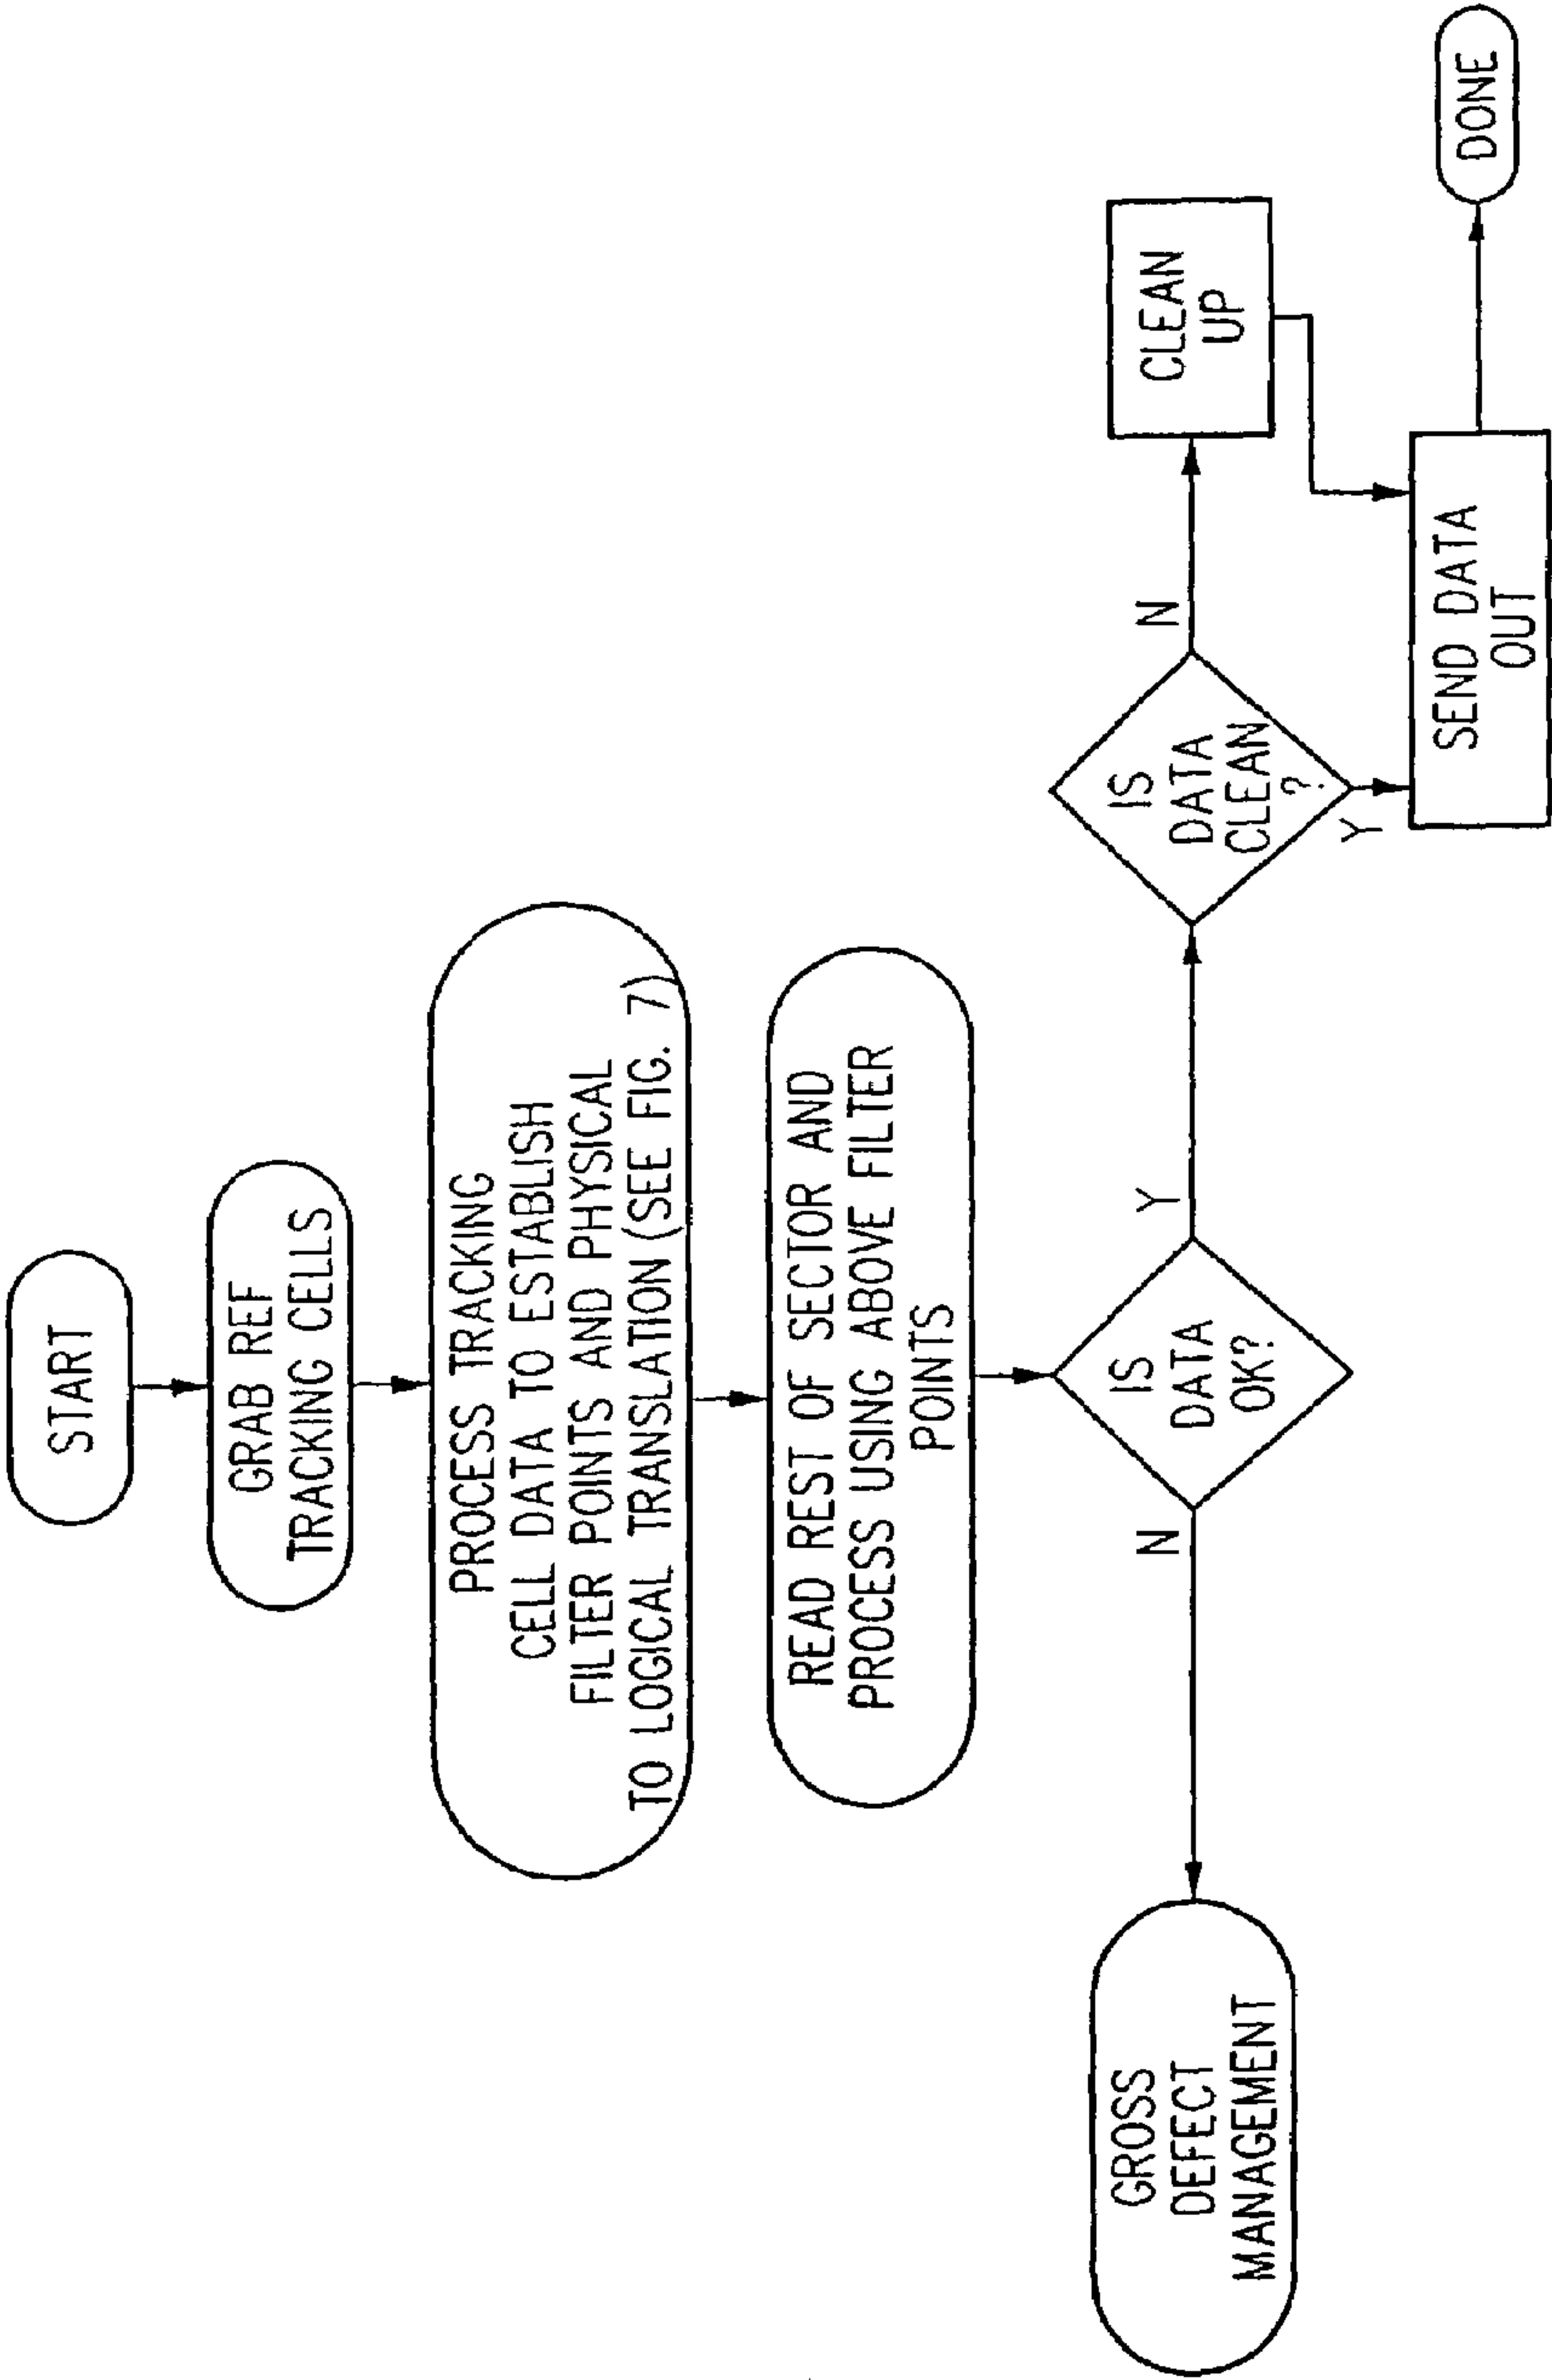 START
GRAB REF
TRACKING CELLS
PROCESS TRACKING
CELL DATA TO ESTABLISH
FILTER POINTS AND PHYSICAL
TO LOGICAL TRANSLATION (SEE FIG. 7)
READ REST OF SECTOR AND
PROCESS USING ABOVE FILTER
POINTS
IS
DATA
OK?
N
Y
GROSS
DEFECT
MANAGEMENT
IS
DATA
CLEAN
?
N
Y
CLEAN
UP
SEND DATA
OUT
DONE